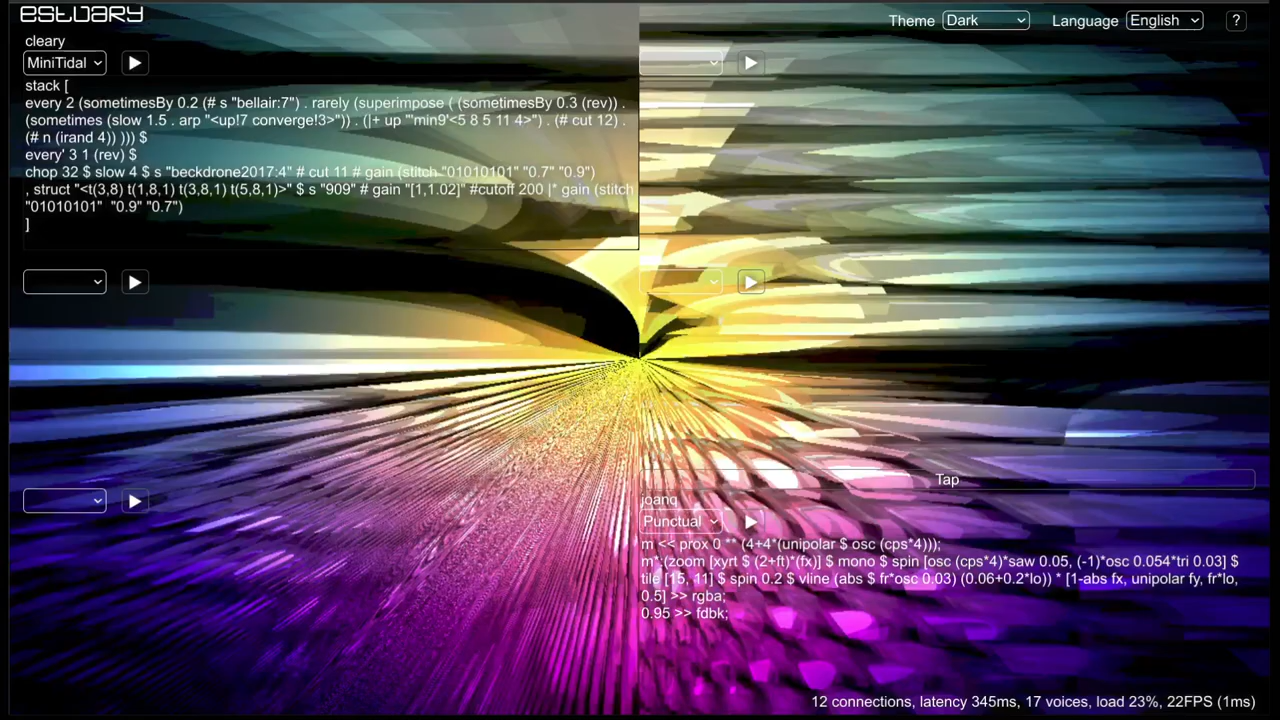 estuary
Theme Dark Language English ?
cleary
MiniTidal
stack [
every 2 (sometimesBy 0.2 (# s "bellair:7") . rarely (superimpose ( (sometimesBy 0.3 (rev)) .
(sometimes (slow 1.5 . arp "<up!7 converge!3>")) . (|+ up "'min9'<5 8 5 11 4>") . (# cut 12) .
(# n (irand 4)) ))) $
every' 3 1 (rev) $
chop 32 $ slow 4 $ s "beckdrone2017:4" # cut 11 # gain (stitch "01010101" "0.7" "0.9")
, struct "<t(3,8) t(1,8,1) t(3,8,1) t(5,8,1)>" $ s "909" # gain "[1,1.02]" #cutoff 200 |* gain (stitch
"01010101"  "0.9" "0.7")
]
Tap
joanq
Punctual
m << prox 0 ** (4+4*(unipolar $ osc (cps*4)));
m*:(zoom [xyrt $ (2+ft)*(fx)] $ mono $ spin [osc (cps*4)*saw 0.05, (-1)*osc 0.054*tri 0.03] $
tile [15, 11] $ spin 0.2 $ vline (abs $ fr*osc 0.03) (0.06+0.2*lo)) * [1-abs fx, unipolar fy, fr*lo,
0.5] >> rgba;
0.95 >> fdbk;
12 connections, latency 345ms, 17 voices, load 23%, 22FPS (1ms)